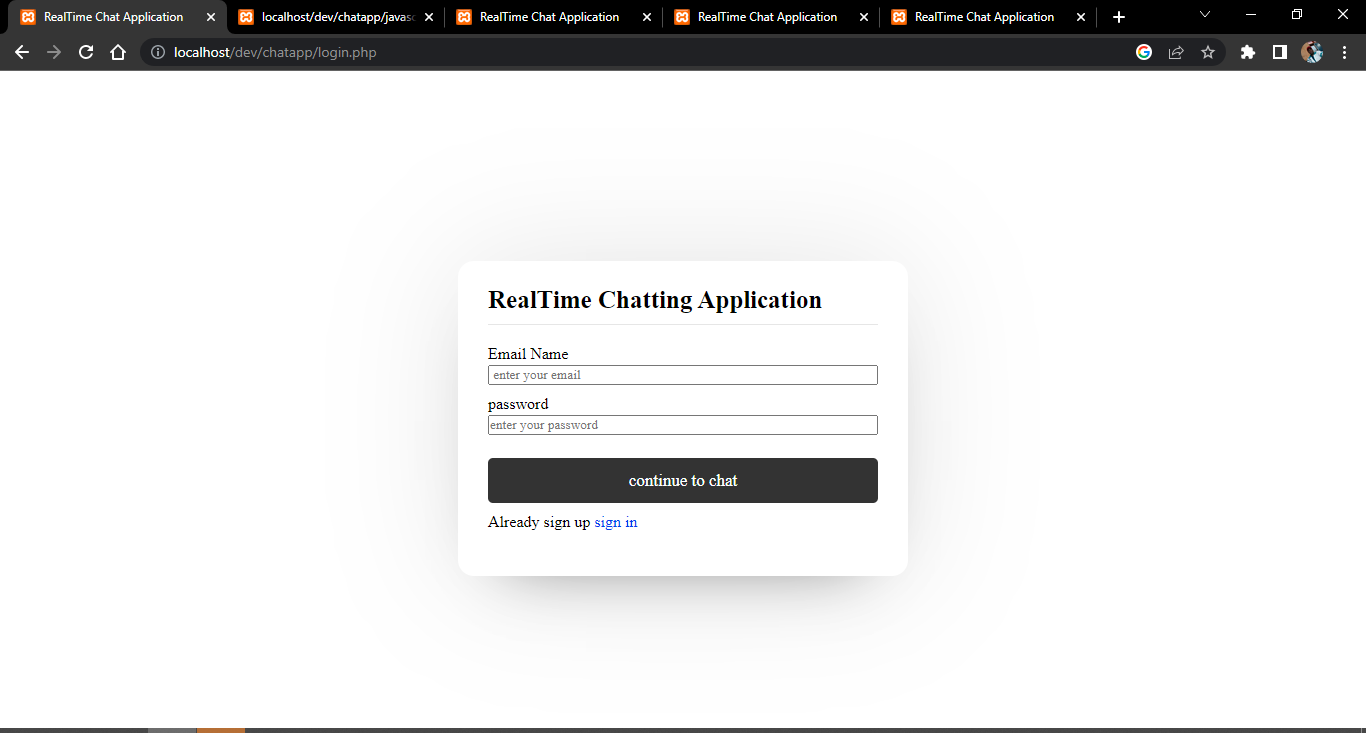 RealTime Chat Application
localhost/dev/chatapp/javasc
RealTime Chat Application
RealTime Chat Application
RealTime Chat Application
localhost/dev/chatapp/login.php
RealTime Chatting Application
Email Name
enter your email
password
enter your password
continue to chat
Already sign up sign in